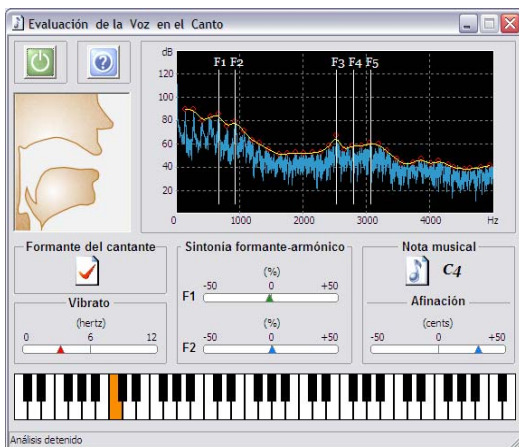 Evaluación de la Voz en el Canto
dB
120
100
80
60
40
20
F1 F2 F3 F4 F5
0 1000 2000 3000 4000 Hz
Formante del cantante
Vibrato
(hertz)
0 6 12
Sintonía formante-armónico
(%)
-50 0 +50
F1
(%)
-50 0 +50
F2
Nota musical
C4
Afinación
(cents)
-50 0 +50
Análisis detenido